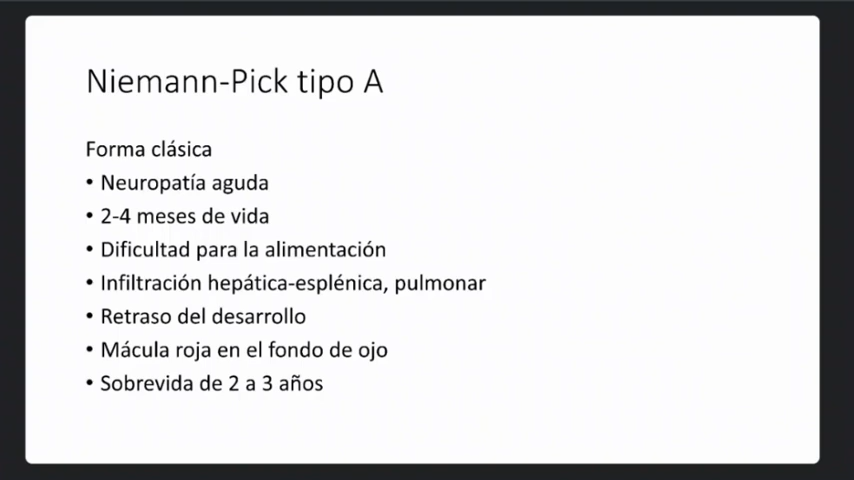 Niemann-Pick tipo A
Forma clásica
• Neuropatía aguda
• 2-4 meses de vida
• Dificultad para la alimentación
• Infiltración hepática-esplénica, pulmonar
• Retraso del desarrollo
• Mácula roja en el fondo de ojo
• Sobrevida de 2 a 3 años